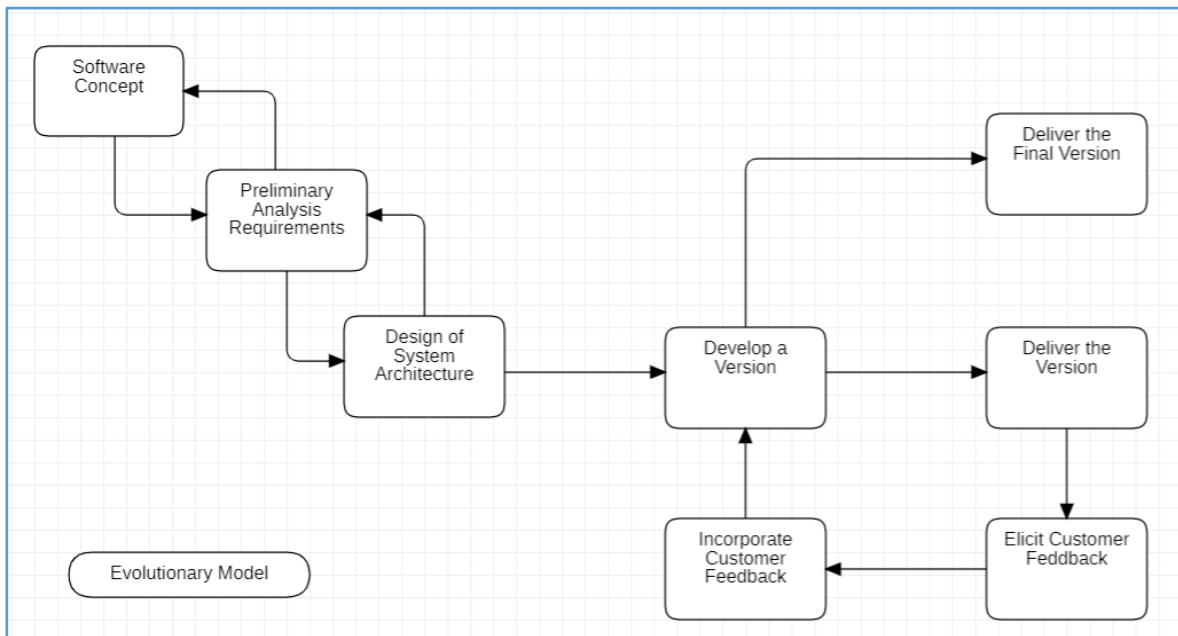 Software
Concept
Preliminary
Analysis
Requirements
Design of
System
Architecture
Develop a
Version
Deliver the
Final Version
Deliver the
Version
Elicit Customer
Feddback
Incorporate
Customer
Feedback
Evolutionary Model